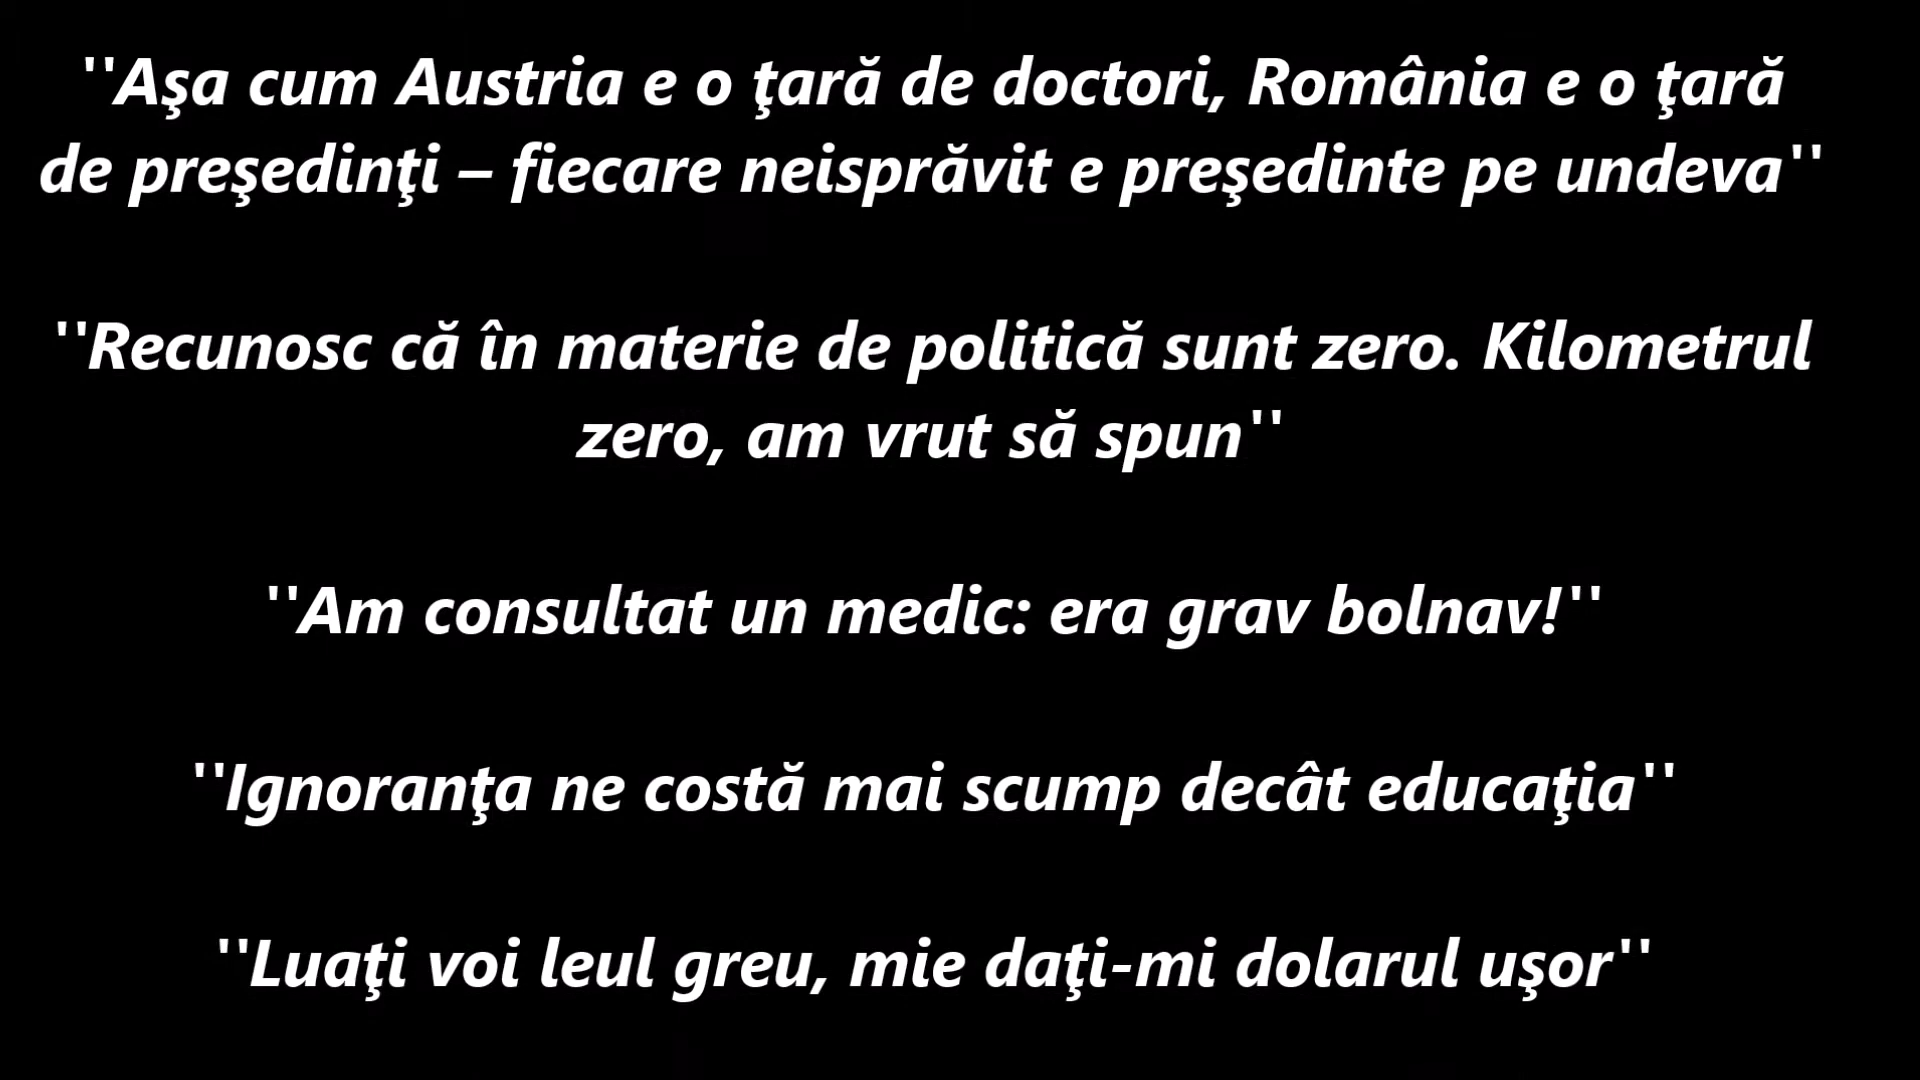 ''Aşa cum Austria e o ţară de doctori, România e o ţară
de preşedinţi – fiecare neisprăvit e preşedinte pe undeva''
''Recunosc că în materie de politică sunt zero. Kilometrul
zero, am vrut să spun''
''Am consultat un medic: era grav bolnav!''
''Ignoranţa ne costă mai scump decât educaţia''
''Luaţi voi leul greu, mie daţi-mi dolarul uşor''